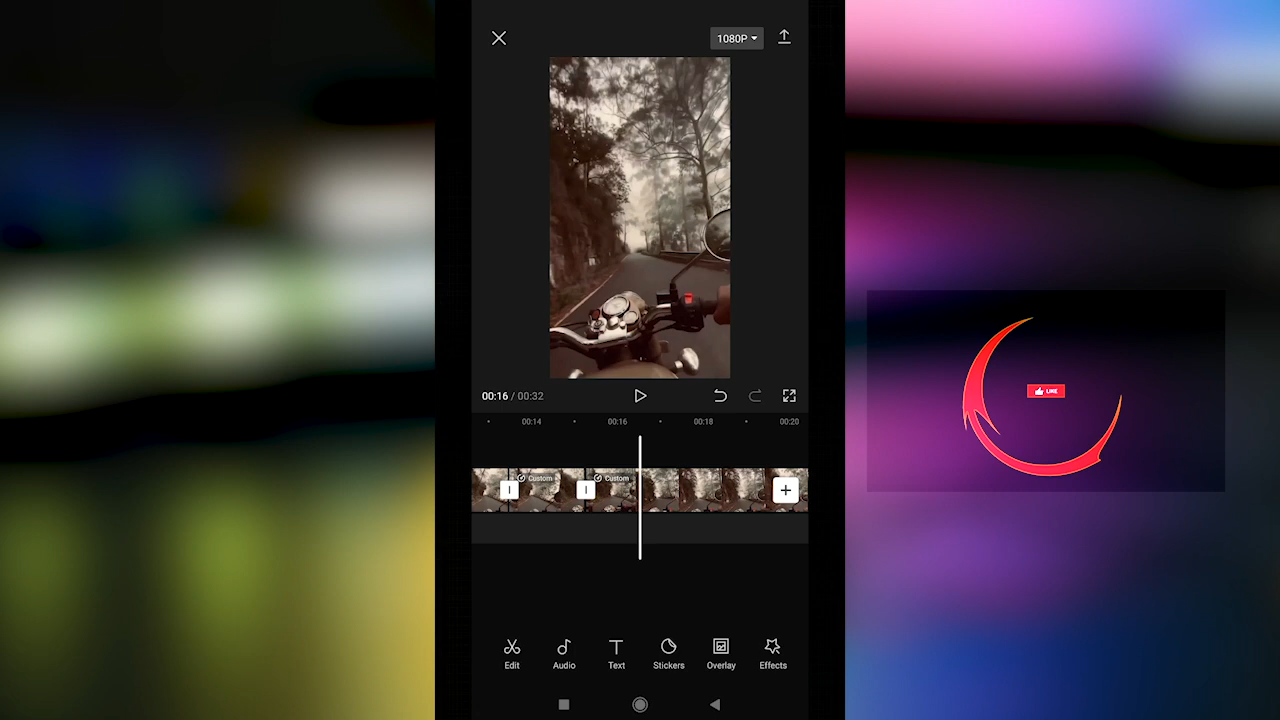 1080P
00:16 / 00:32
00:14
00:16
00:18
00:20
Custom
Custom
LIKE
Edit
Audio
Text
Stickers
Overlay
Effects